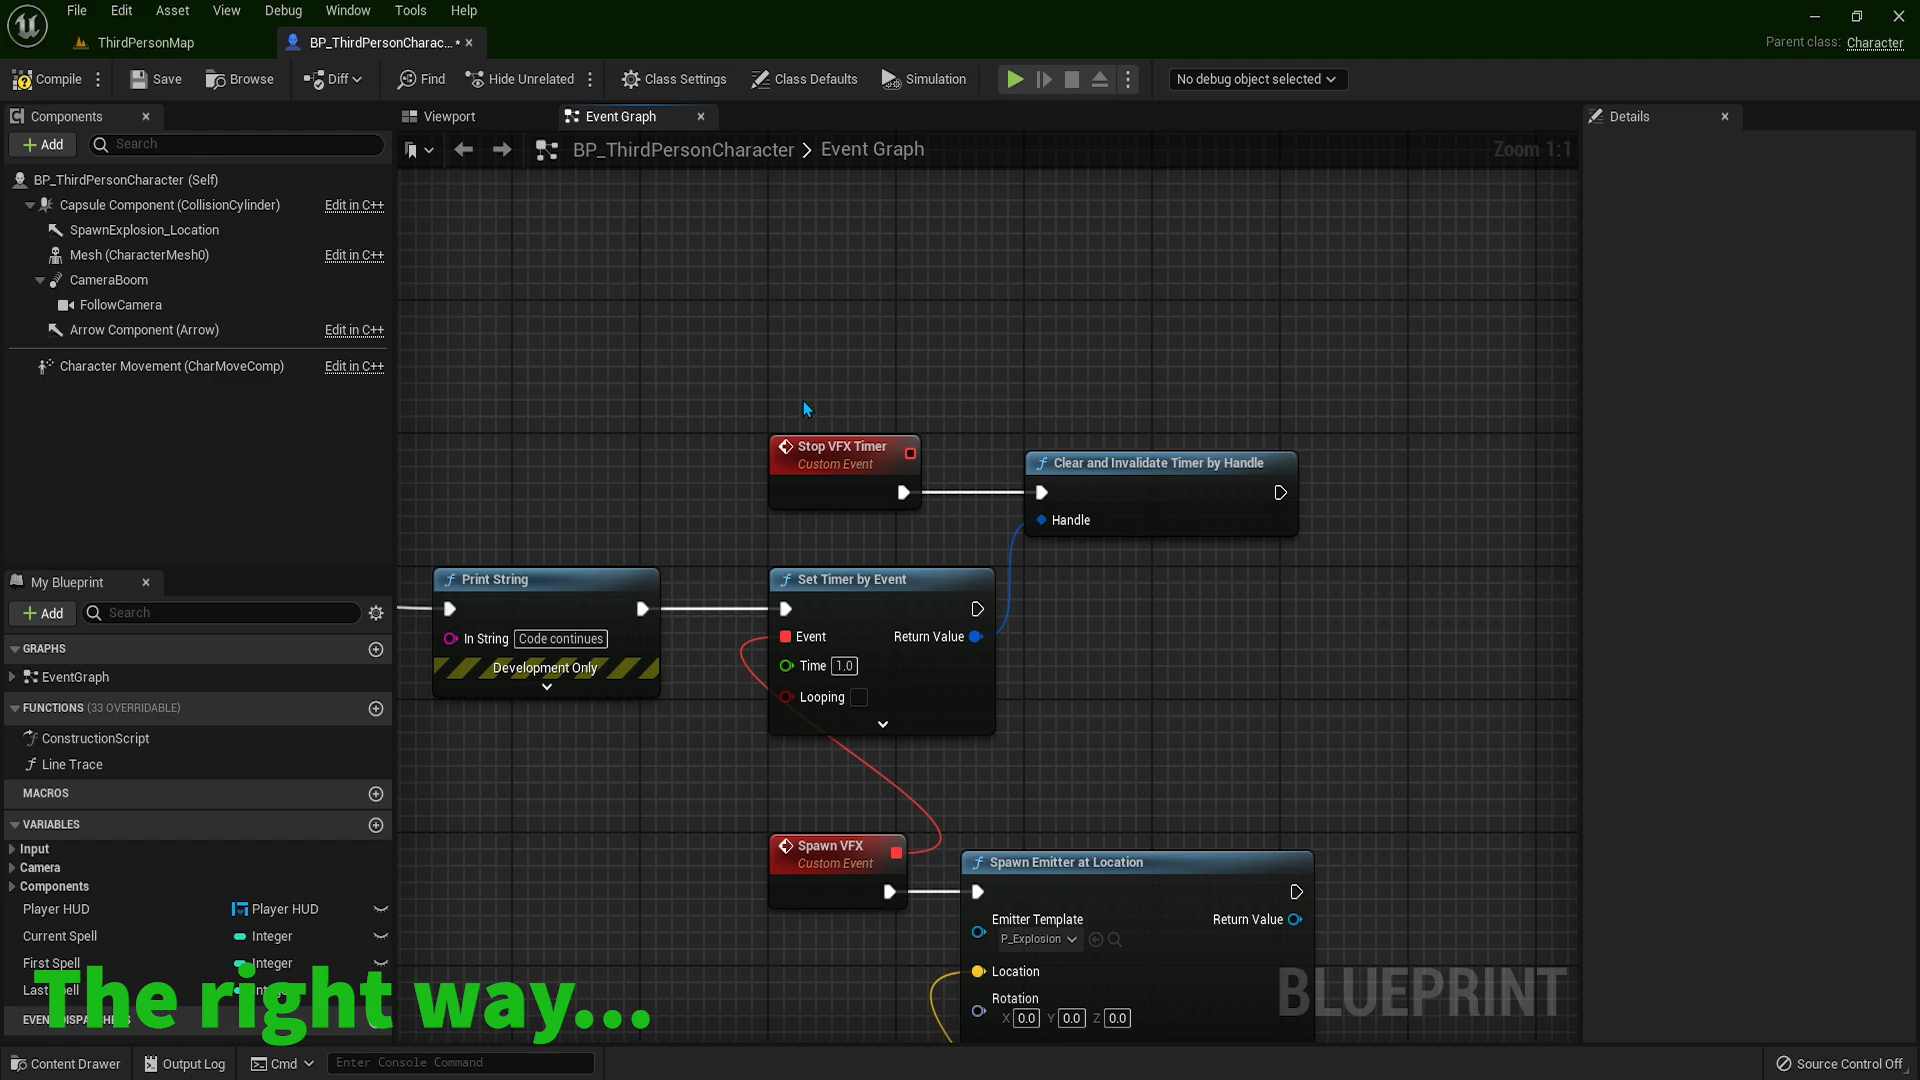 File Edit Asset View Debug Window Tools Help
ThirdPersonMap
BP_ThirdPersonCharac... *
Parent class: Character
Compile Save Browse Diff Find Hide Unrelated Class Settings Class Defaults Simulation No debug object selected
Components
Add Search
BP_ThirdPersonCharacter (Self)
Capsule Component (CollisionCylinder) Edit in C++
SpawnExplosion_Location
Mesh (CharacterMesh0) Edit in C++
CameraBoom
FollowCamera
Arrow Component (Arrow) Edit in C++
Character Movement (CharMoveComp) Edit in C++
My Blueprint
Add Search
GRAPHS
EventGraph
FUNCTIONS (33 OVERRIDABLE)
ConstructionScript
Line Trace
MACROS
VARIABLES
Input
Camera
Components
Player HUD Player HUD
Current Spell Integer
First Spell Integer
Viewport Event Graph
BP_ThirdPersonCharacter > Event Graph
Zoom 1:1
Stop VFX Timer
Custom Event
Clear and Invalidate Timer by Handle
Handle
Print String
In String Code continues
Development Only
Set Timer by Event
Event Return Value
Time 1.0
Looping
Spawn VFX
Custom Event
Spawn Emitter at Location
Emitter Template Return Value
P_Explosion
Location
Rotation
X 0.0 Y 0.0 Z 0.0
BLUEPRINT
Details
The right way...
Content Drawer Output Log Cmd Enter Console Command Source Control Off